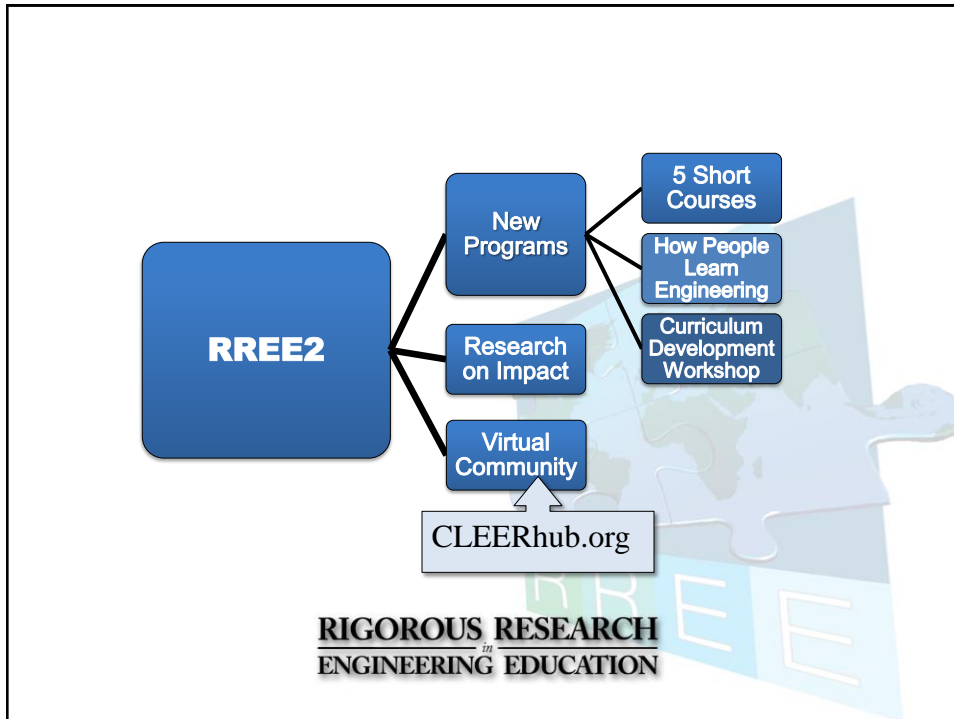 RREE2
New
Programs
5 Short
Courses
How People
Learn
Engineering
Curriculum
Development
Workshop
Research
on Impact
Virtual
Community
CLEERhub.org
RREE
RIGOROUS RESEARCH
in
ENGINEERING EDUCATION